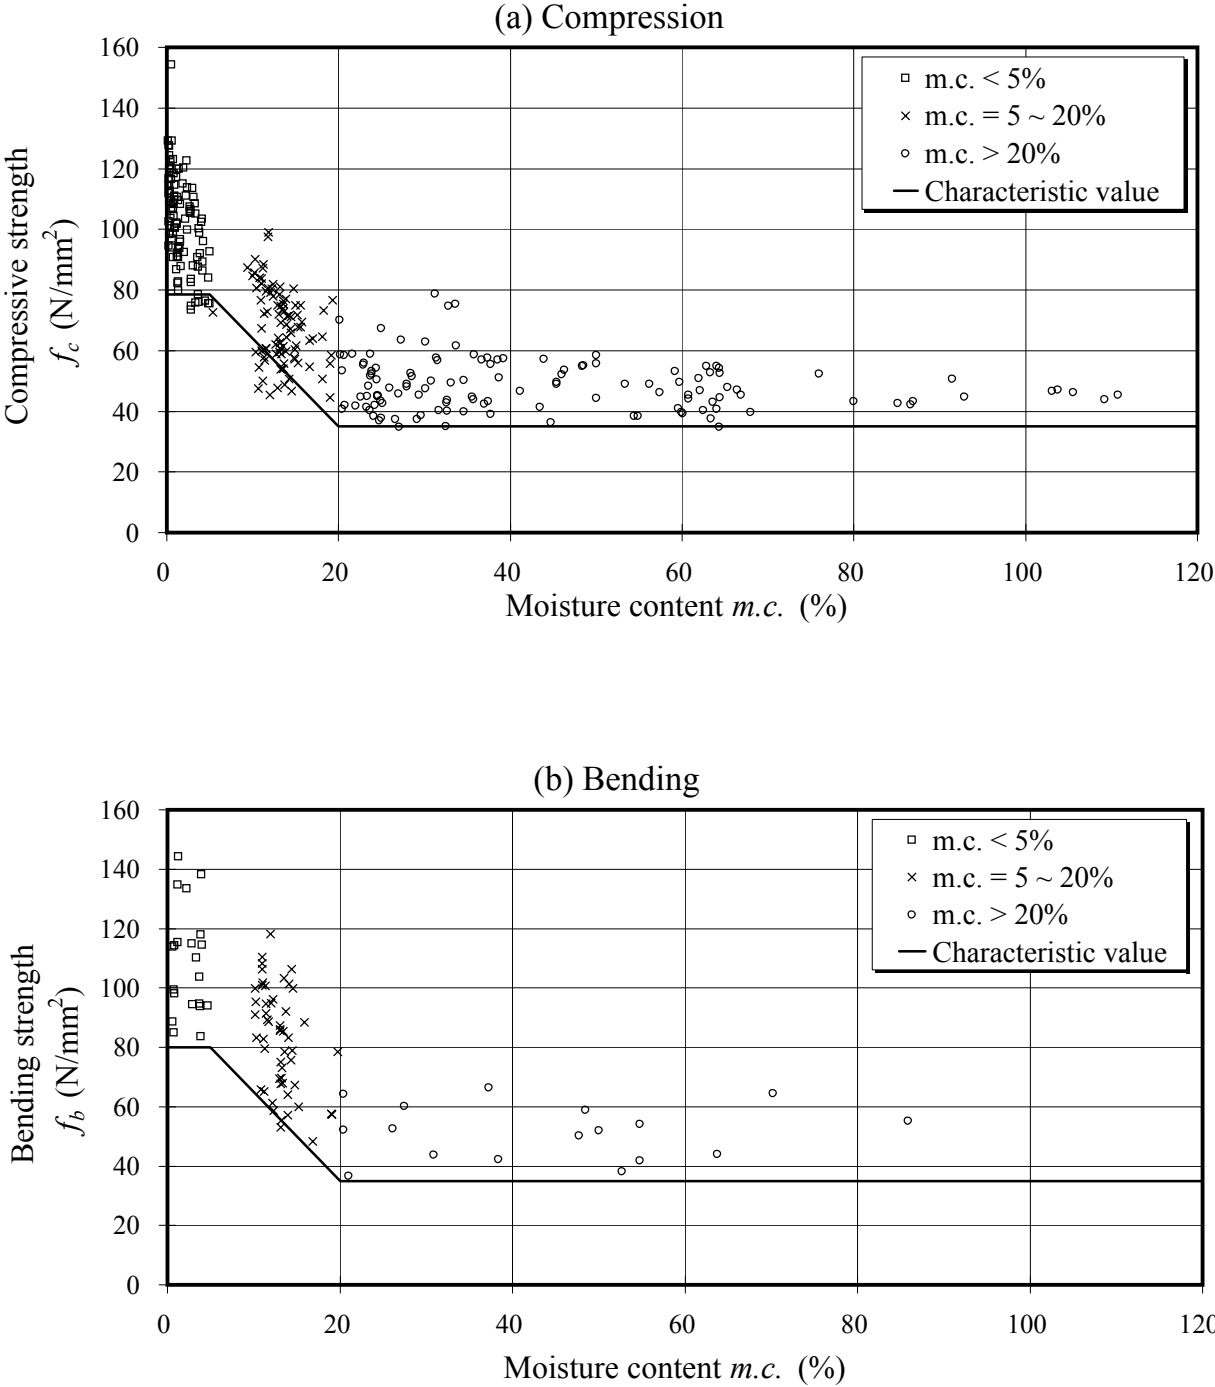 (a) Compression
160
140
120
100
80
60
40
20
0
Compressive strength
f_c (N/mm²)
m.c. < 5%
m.c. = 5 ~ 20%
m.c. > 20%
Characteristic value
0 20 40 60 80 100 120
Moisture content m.c. (%)
(b) Bending
160
140
120
100
80
60
40
20
0
Bending strength
f_b (N/mm²)
m.c. < 5%
m.c. = 5 ~ 20%
m.c. > 20%
Characteristic value
0 20 40 60 80 100 120
Moisture content m.c. (%)